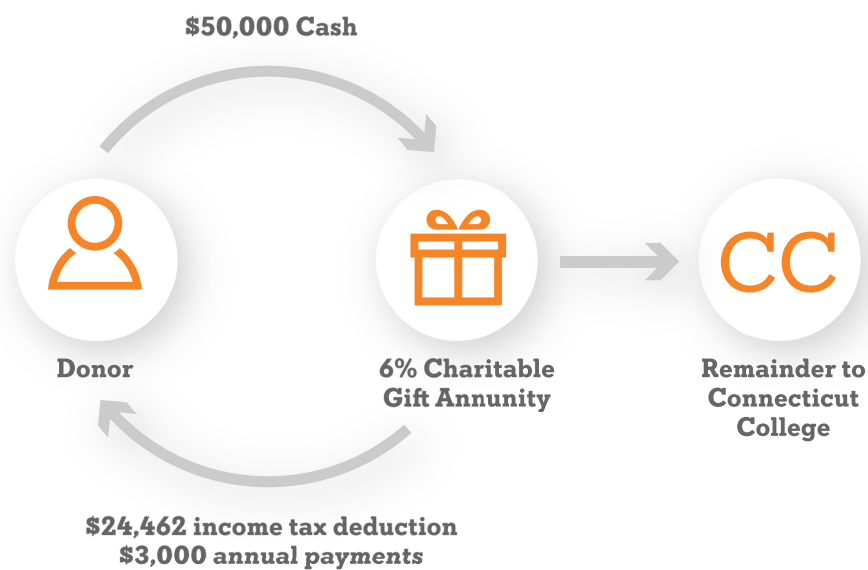 $50,000 Cash
CC
Donor
6% Charitable
Gift Annunity
Remainder to
Connecticut
College
$24,462 income tax deduction
$3,000 annual payments